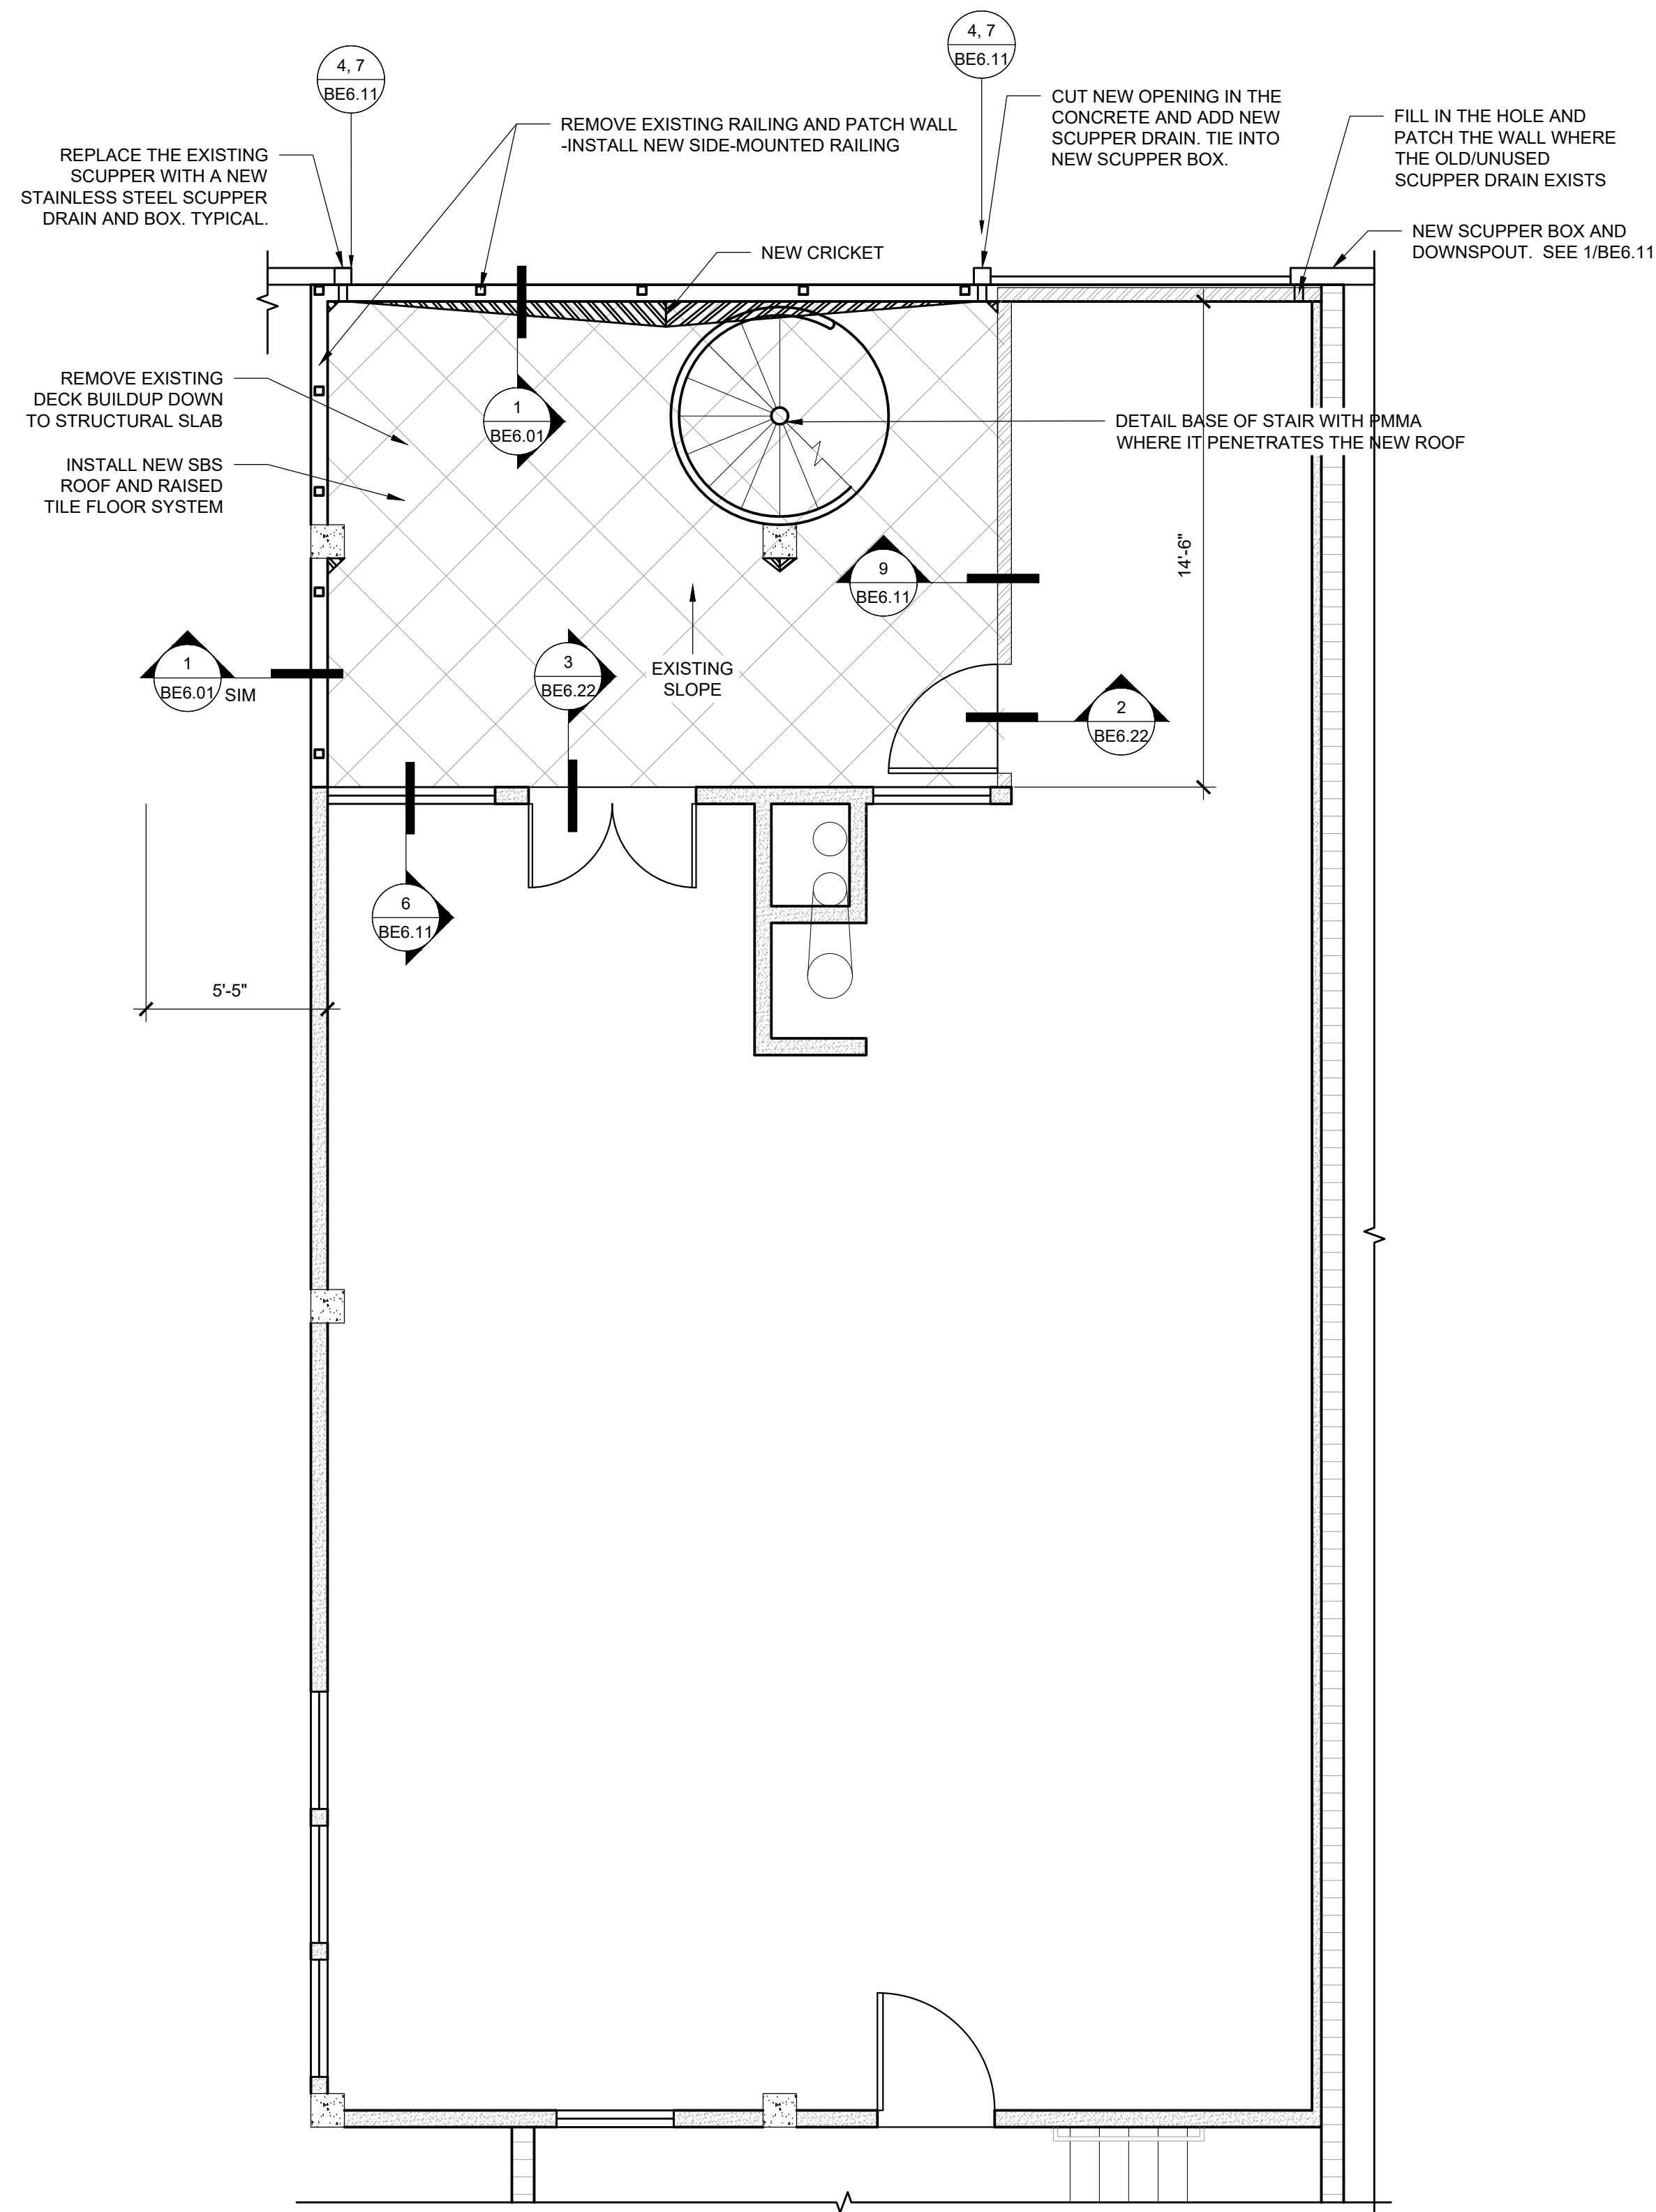 4, 7
BE6.11
4, 7
BE6.11
REPLACE THE EXISTING
SCUPPER WITH A NEW
STAINLESS STEEL SCUPPER
DRAIN AND BOX. TYPICAL.
REMOVE EXISTING RAILING AND PATCH WALL
-INSTALL NEW SIDE-MOUNTED RAILING
CUT NEW OPENING IN THE
CONCRETE AND ADD NEW
SCUPPER DRAIN. TIE INTO
NEW SCUPPER BOX.
FILL IN THE HOLE AND
PATCH THE WALL WHERE
THE OLD/UNUSED
SCUPPER DRAIN EXISTS
NEW SCUPPER BOX AND
DOWNSPOUT. SEE 1/BE6.11
NEW CRICKET
REMOVE EXISTING
DECK BUILDUP DOWN
TO STRUCTURAL SLAB
INSTALL NEW SBS
ROOF AND RAISED
TILE FLOOR SYSTEM
1
BE6.01
DETAIL BASE OF STAIR WITH PMMA
WHERE IT PENETRATES THE NEW ROOF
14'-6"
9
BE6.11
1
BE6.01
SIM
3
BE6.22
EXISTING
SLOPE
2
BE6.22
6
BE6.11
5'-5"